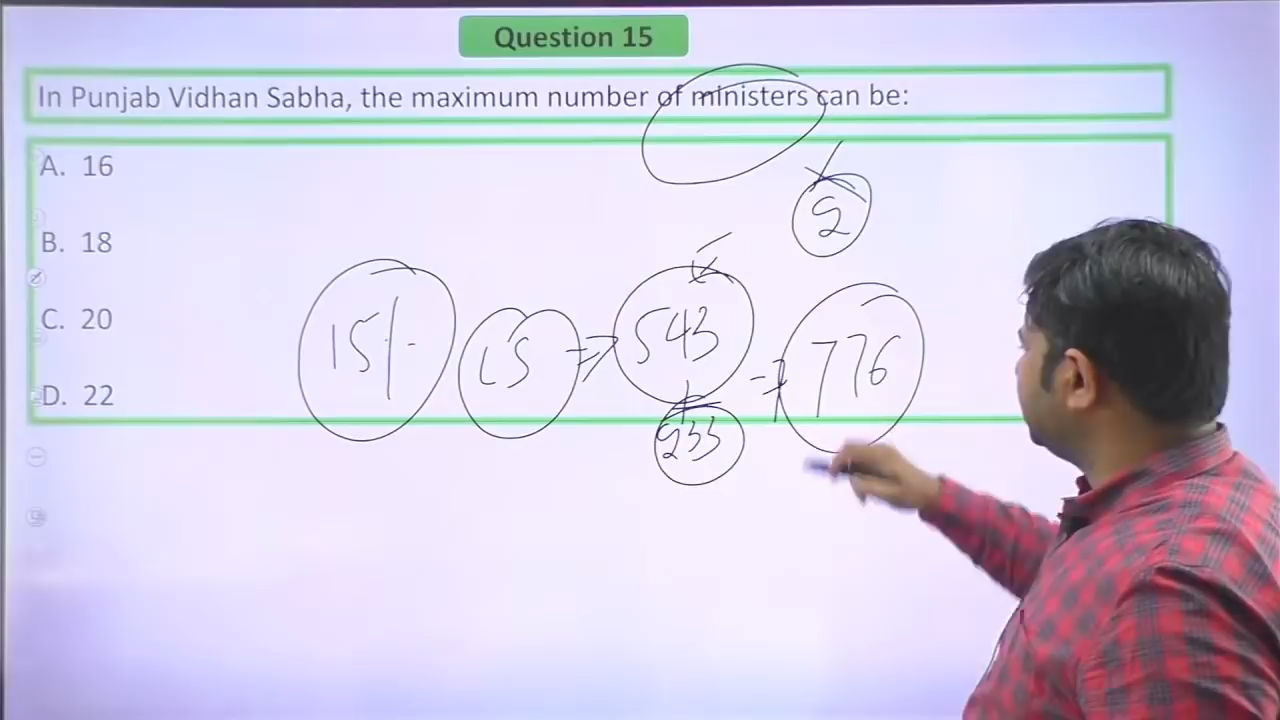 Question 15
In Punjab Vidhan Sabha, the maximum number of ministers can be:
A. 16
B. 18
C. 20
D. 22
2
15%. LS ⇒ 543 ⇒ 776
233